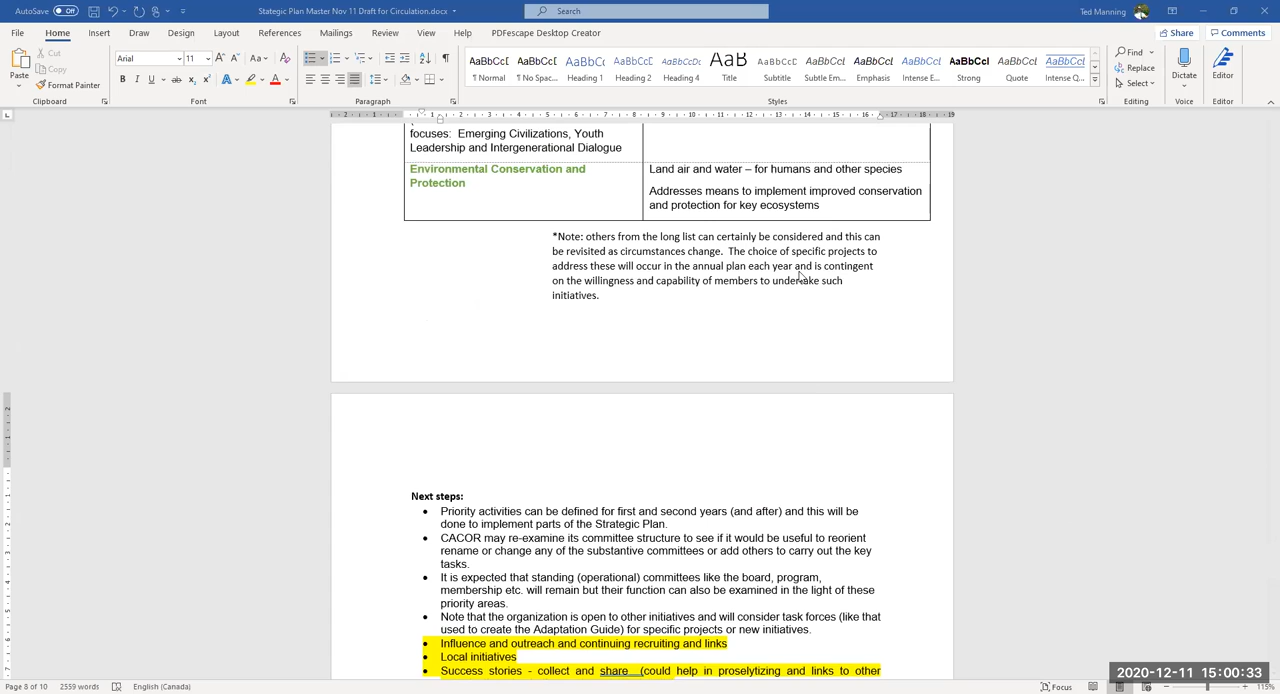 AutoSave Off Stategic Plan Master Nov 11 Draft for Circulation.docx Search Ted Manning
File Home Insert Draw Design Layout References Mailings Review View Help PDFescape Desktop Creator Share Comments
Paste Cut Copy Format Painter
Arial 11
AaBbCcI AaBbCcI AaBbCc AaBbCcD AaBbCcDc AaB AaBbCcC AaBbCcI AaBbCcI AaBbCcI AaBbCcI AaBbCcI AaBbCcI
¶ Normal ¶ No Spac... Heading 1 Heading 2 Heading 4 Title Subtitle Subtle Em... Emphasis Intense E... Strong Quote Intense Q...
Find Replace Select Dictate Editor
Clipboard Font Paragraph Styles Editing Voice Editor
focuses: Emerging Civilizations, Youth
Leadership and Intergenerational Dialogue
Environmental Conservation and
Protection
Land air and water – for humans and other species
Addresses means to implement improved conservation
and protection for key ecosystems
*Note: others from the long list can certainly be considered and this can
be revisited as circumstances change. The choice of specific projects to
address these will occur in the annual plan each year and is contingent
on the willingness and capability of members to undertake such
initiatives.
Next steps:
• Priority activities can be defined for first and second years (and after) and this will be
done to implement parts of the Strategic Plan.
• CACOR may re-examine its committee structure to see if it would be useful to reorient
rename or change any of the substantive committees or add others to carry out the key
tasks.
• It is expected that standing (operational) committees like the board, program,
membership etc. will remain but their function can also be examined in the light of these
priority areas.
• Note that the organization is open to other initiatives and will consider task forces (like that
used to create the Adaptation Guide) for specific projects or new initiatives.
• Influence and outreach and continuing recruiting and links
• Local initiatives
• Success stories - collect and share (could help in proselytizing and links to other
2020-12-11 15:00:33
Page 8 of 10 2559 words English (Canada) Focus 115%